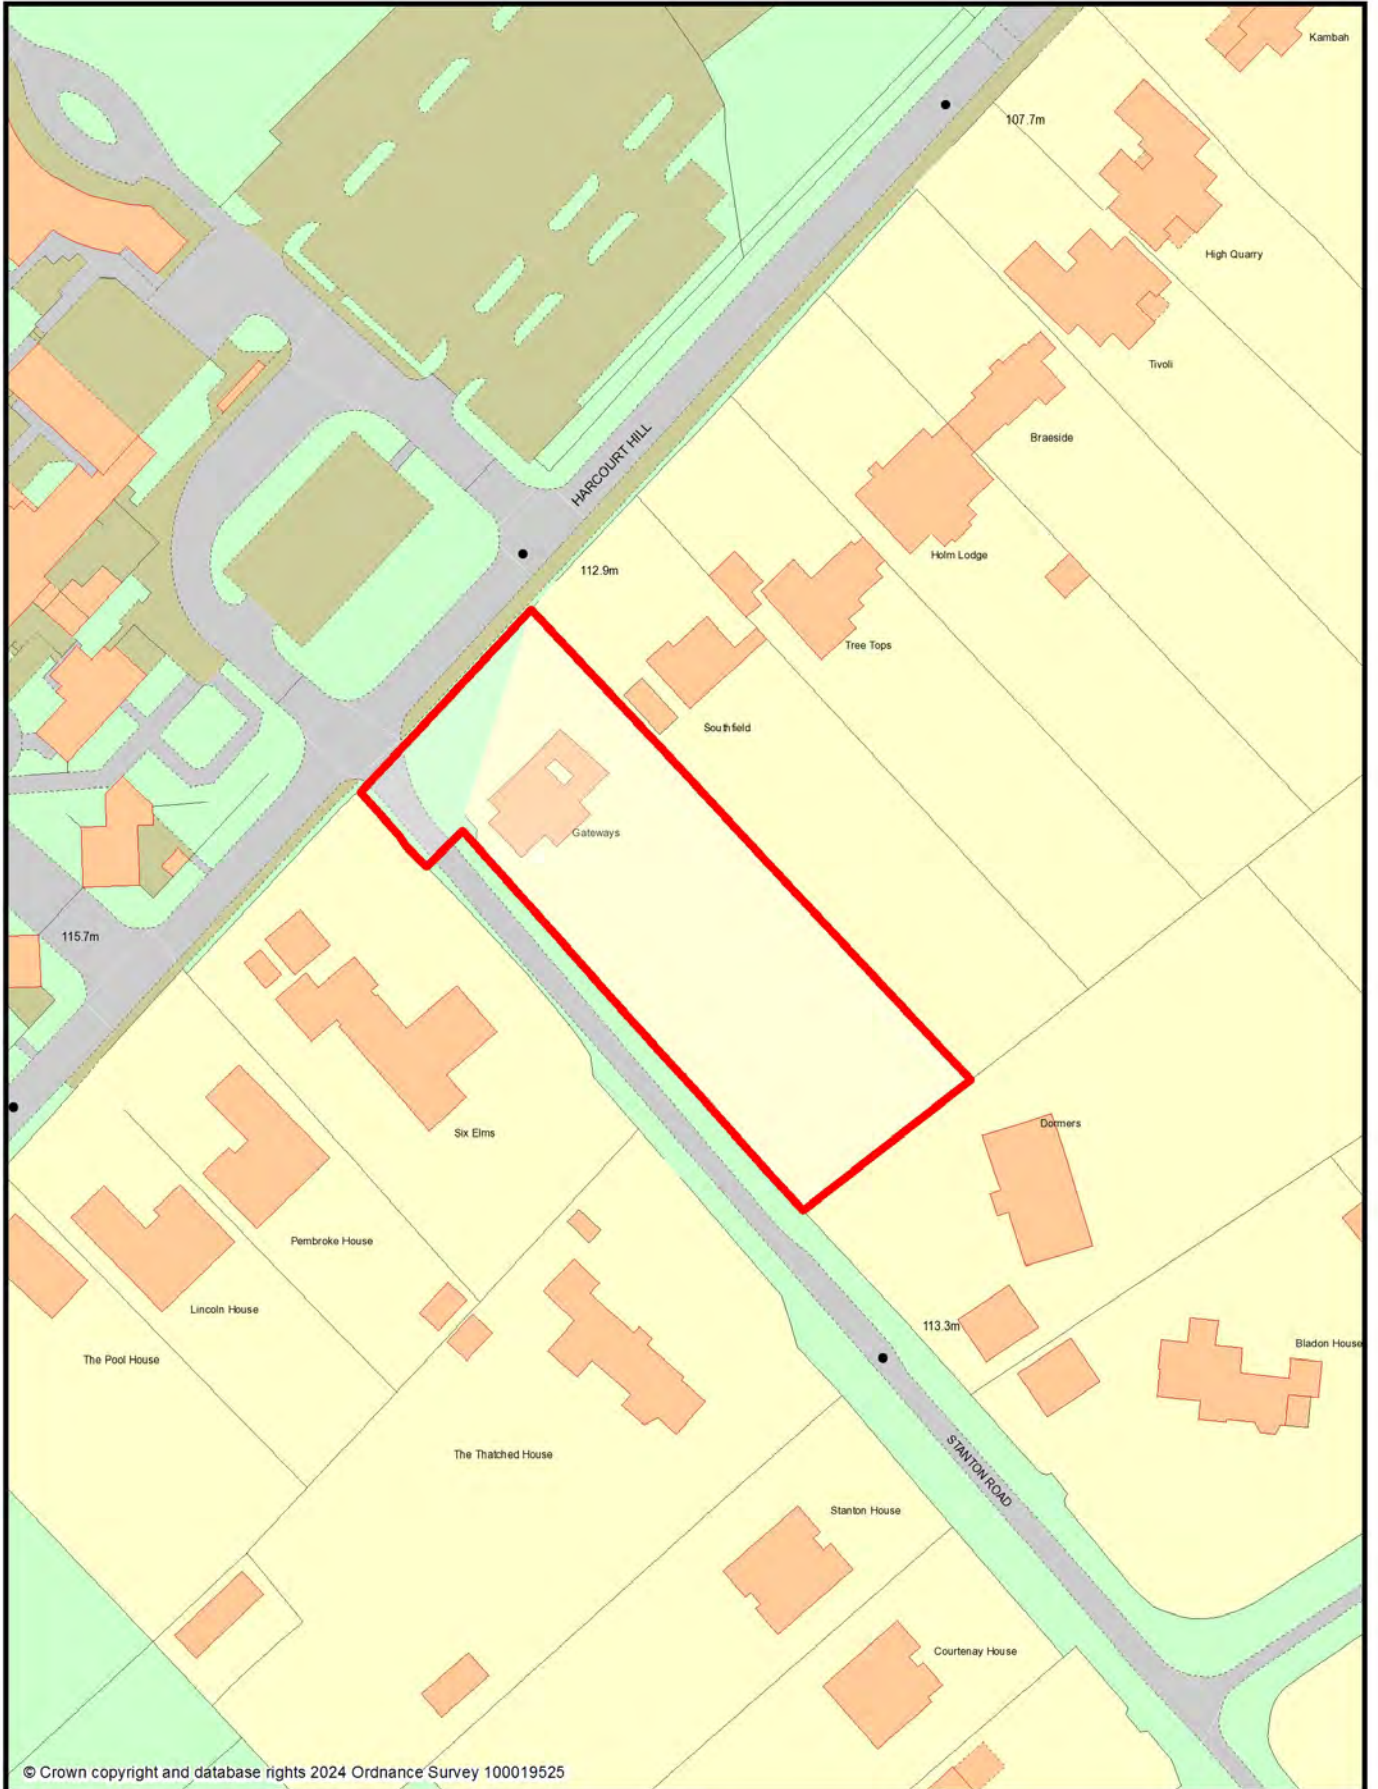 Kambah
107.7m
High Quarry
Tivoli
HARCOURT HILL
Braeside
Holm Lodge
112.9m
Tree Tops
Southfield
Gateways
115.7m
Six Elms
Dormers
Pembroke House
Lincoln House
113.3m
Bladon House
The Pool House
STANTON ROAD
The Thatched House
Stanton House
Courtenay House
© Crown copyright and database rights 2024 Ordnance Survey 100019525